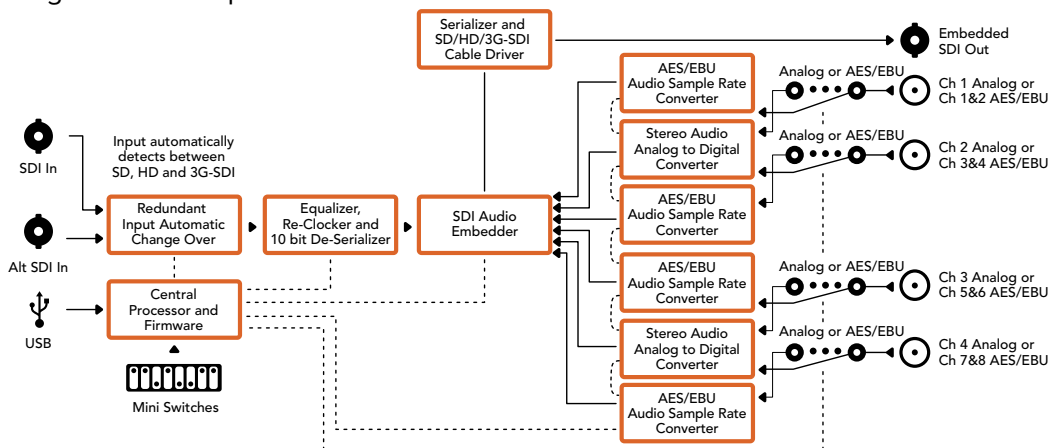 Serializer and
SD/HD/3G-SDI
Cable Driver
Embedded
SDI Out
AES/EBU
Audio Sample Rate
Converter
Analog or AES/EBU
Ch 1 Analog or
Ch 1&2 AES/EBU
SDI In
Input automatically
detects between
SD, HD and 3G-SDI
Stereo Audio
Analog to Digital
Converter
Analog or AES/EBU
Ch 2 Analog or
Ch 3&4 AES/EBU
Alt SDI In
Redundant
Input Automatic
Change Over
Equalizer,
Re-Clocker and
10 bit De-Serializer
SDI Audio
Embedder
AES/EBU
Audio Sample Rate
Converter
USB
Central
Processor and
Firmware
AES/EBU
Audio Sample Rate
Converter
Analog or AES/EBU
Ch 3 Analog or
Ch 5&6 AES/EBU
Mini Switches
Stereo Audio
Analog to Digital
Converter
Analog or AES/EBU
Ch 4 Analog or
Ch 7&8 AES/EBU
AES/EBU
Audio Sample Rate
Converter